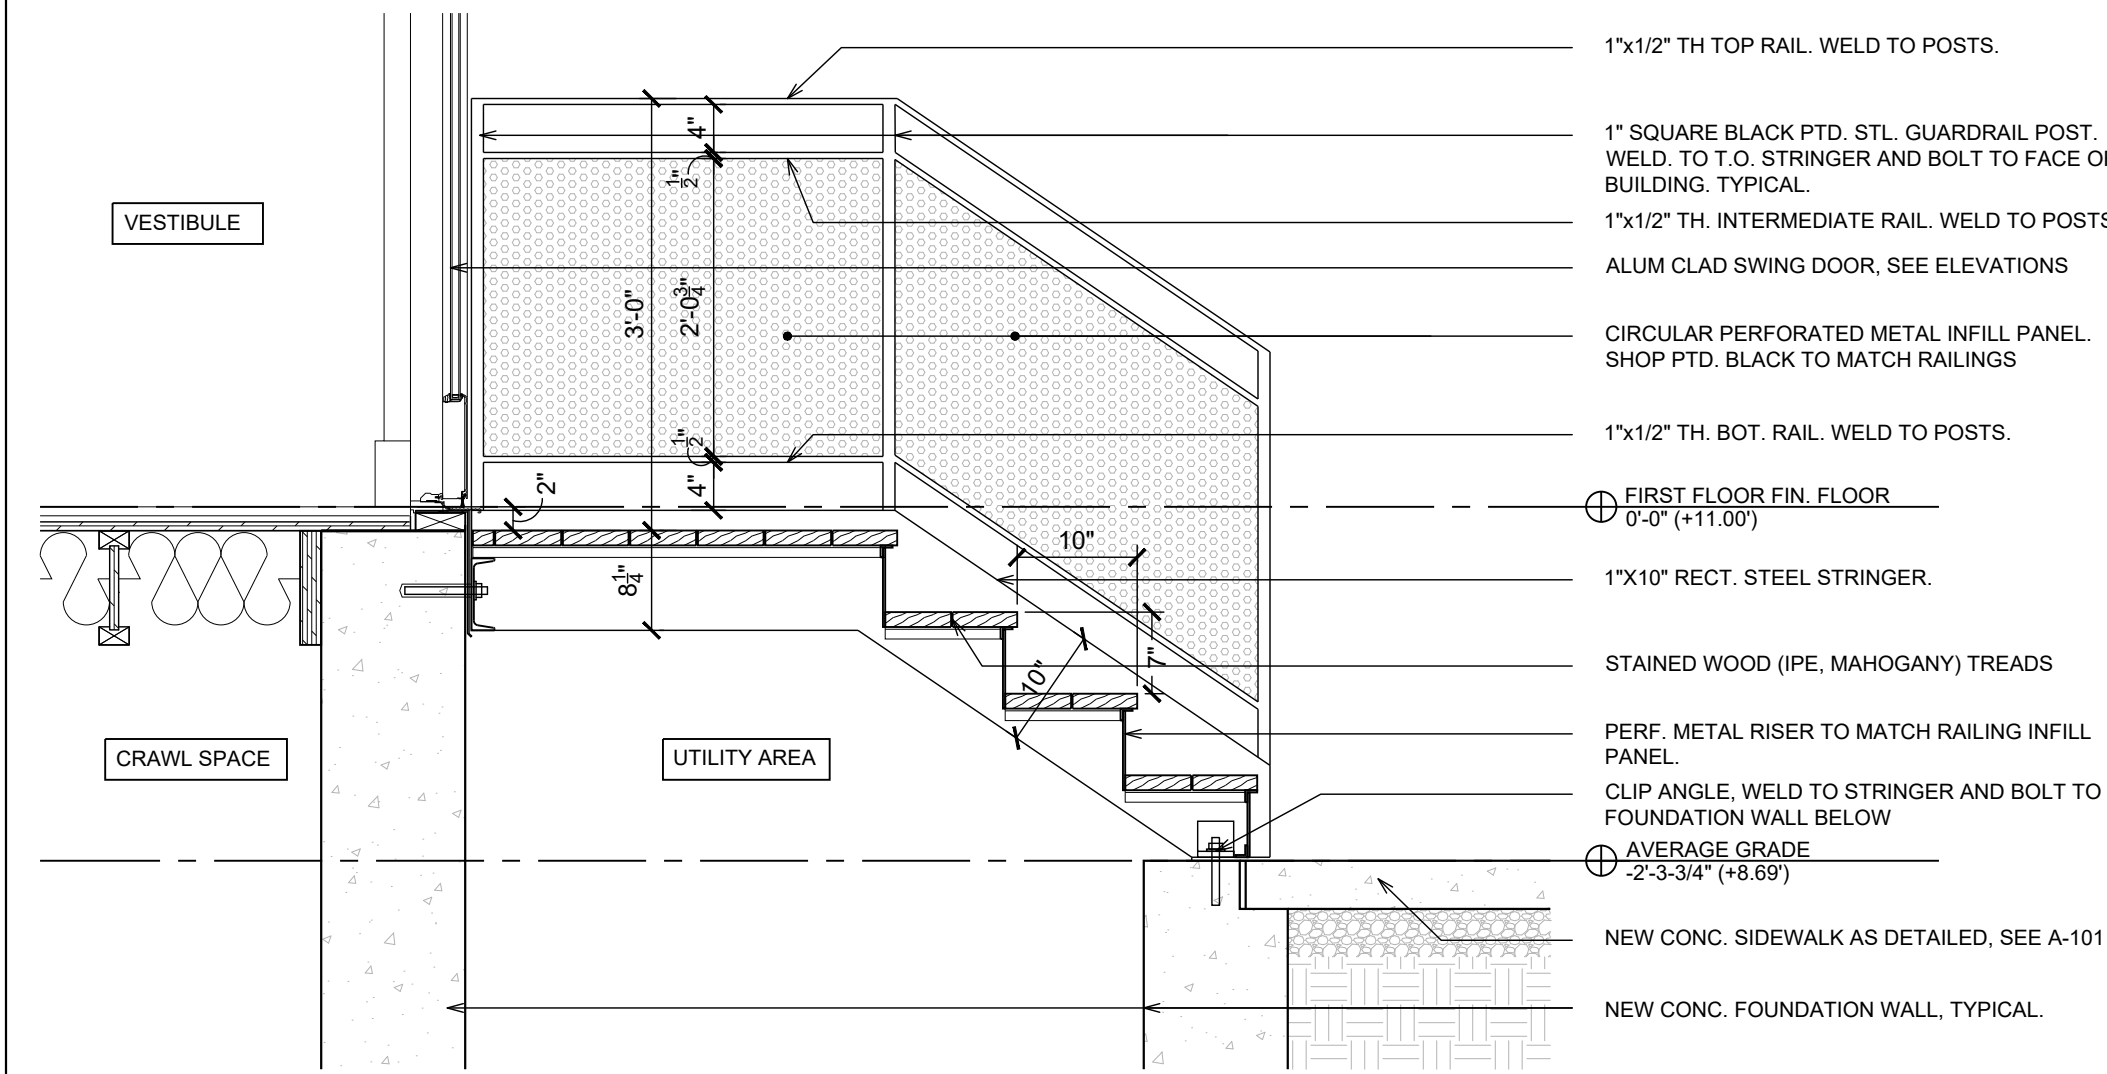 1"x1/2" TH TOP RAIL. WELD TO POSTS.
1" SQUARE BLACK PTD. STL. GUARDRAIL POST.
WELD. TO T.O. STRINGER AND BOLT TO FACE OF
BUILDING. TYPICAL.
1"x1/2" TH. INTERMEDIATE RAIL. WELD TO POSTS
ALUM CLAD SWING DOOR, SEE ELEVATIONS
CIRCULAR PERFORATED METAL INFILL PANEL.
SHOP PTD. BLACK TO MATCH RAILINGS
1"x1/2" TH. BOT. RAIL. WELD TO POSTS.
FIRST FLOOR FIN. FLOOR
0'-0" (+11.00')
1"X10" RECT. STEEL STRINGER.
STAINED WOOD (IPE, MAHOGANY) TREADS
PERF. METAL RISER TO MATCH RAILING INFILL
PANEL.
CLIP ANGLE, WELD TO STRINGER AND BOLT TO
FOUNDATION WALL BELOW
AVERAGE GRADE
-2'-3-3/4" (+8.69')
NEW CONC. SIDEWALK AS DETAILED, SEE A-101
NEW CONC. FOUNDATION WALL, TYPICAL.
VESTIBULE
CRAWL SPACE
UTILITY AREA
4"
1/2"
3'-0"
2'-0 3/4"
1/2"
4"
2"
8 1/4"
10"
7"
10"